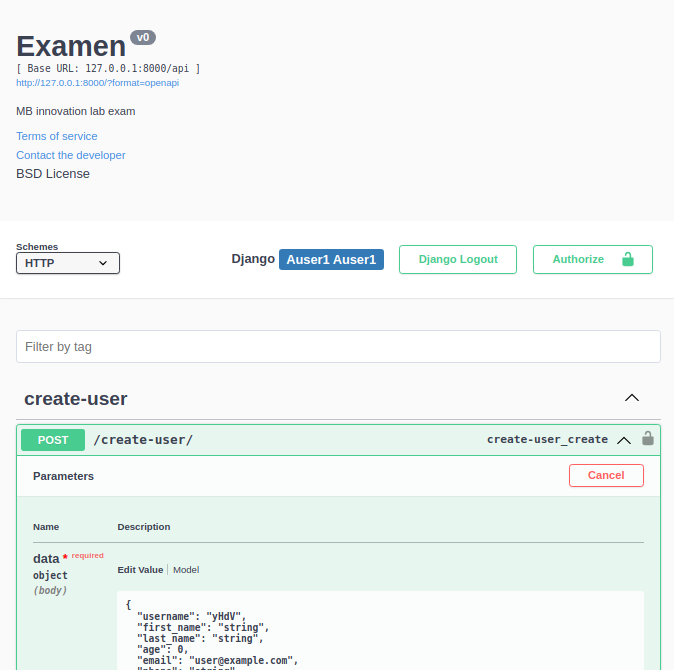 Examen v0
[ Base URL: 127.0.0.1:8000/api ]
http://127.0.0.1:8000/?format=openapi
MB innovation lab exam
Terms of service
Contact the developer
BSD License
Schemes
HTTP
Django Auser1 Auser1
Django Logout
Authorize
Filter by tag
create-user
POST /create-user/ create-user_create
Parameters
Cancel
Name Description
data * required
object
(body)
Edit Value | Model
{
"username": "yHdV",
"first_name": "string",
"last_name": "string",
"age": 0,
"email": "user@example.com",